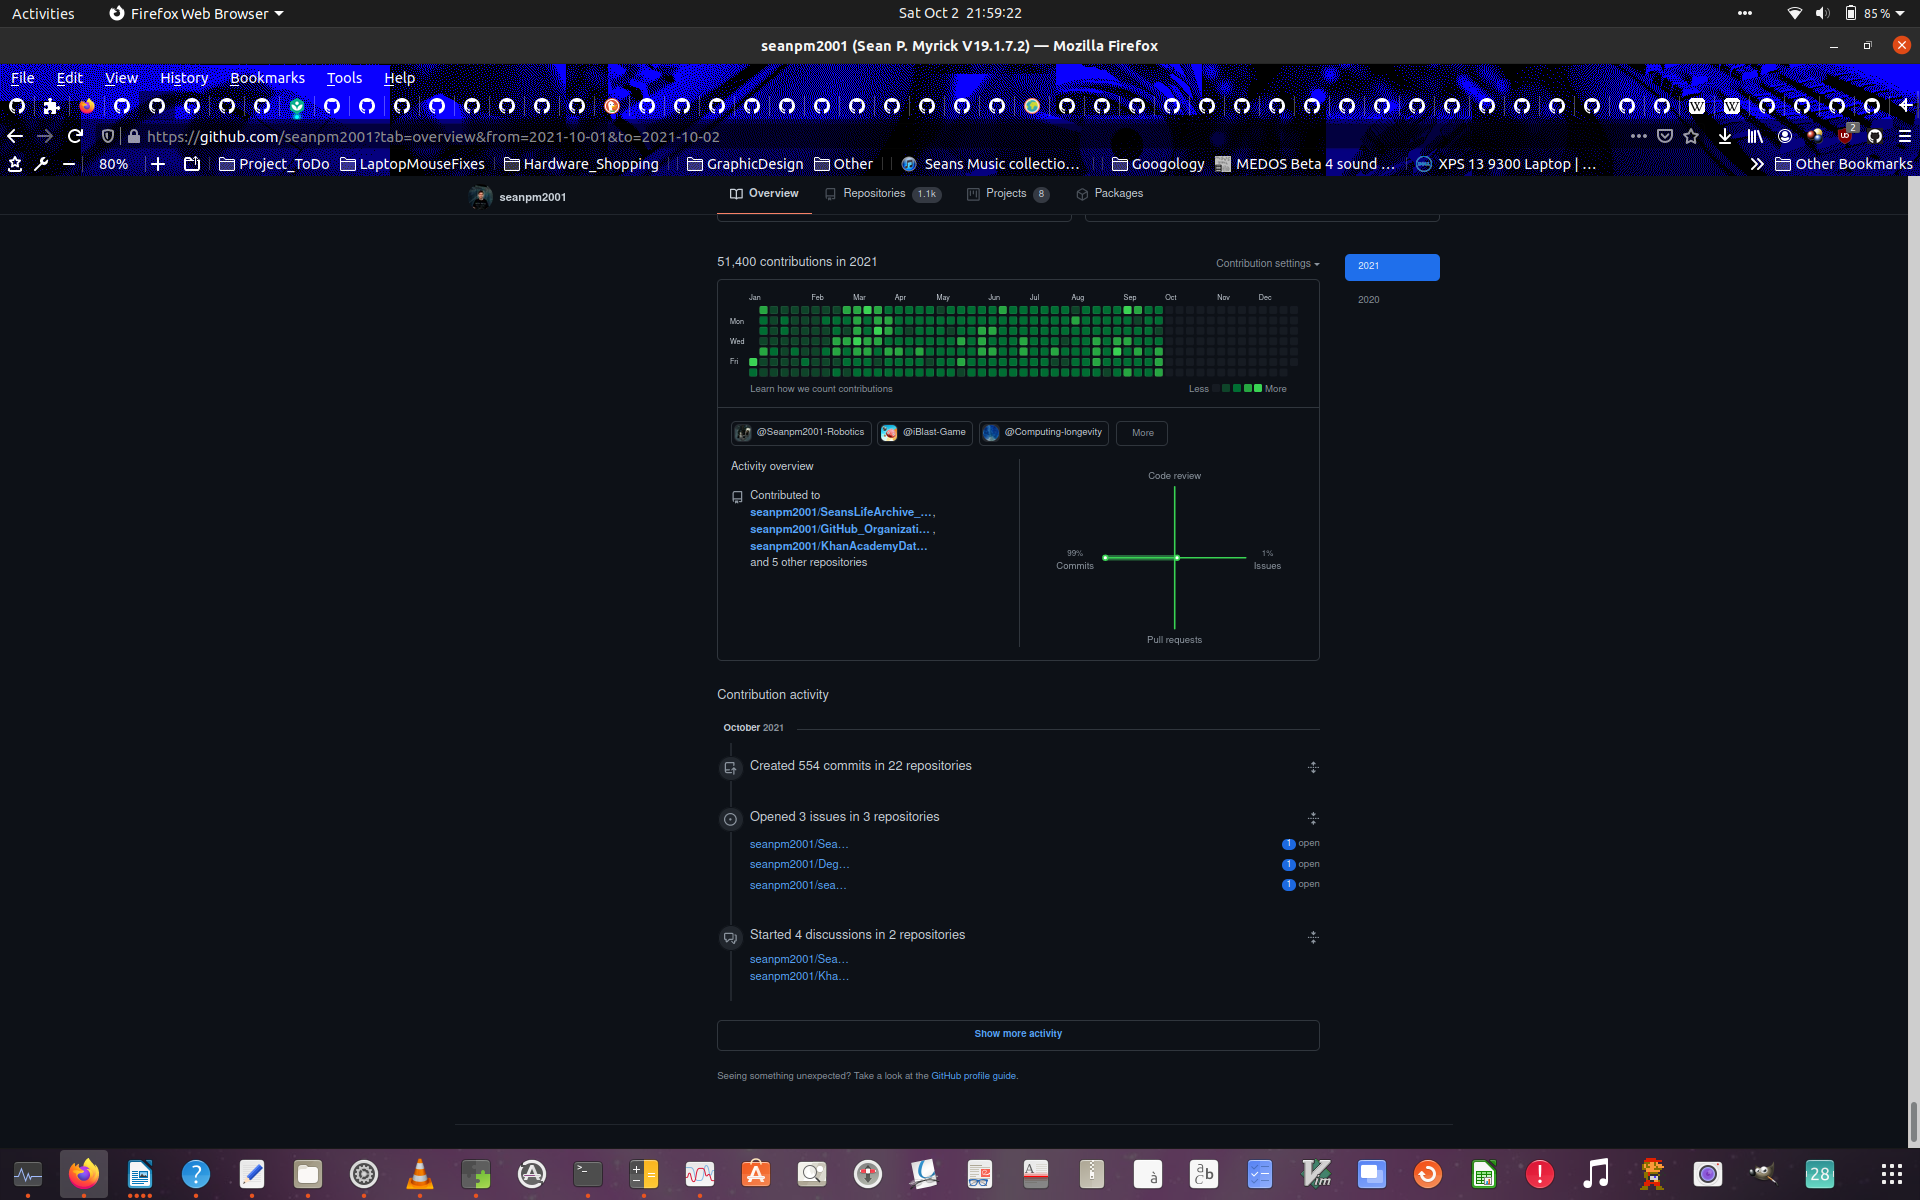 Activities
Firefox Web Browser
Sat Oct 2 21:59:22
85 %
seanpm2001 (Sean P. Myrick V19.1.7.2) — Mozilla Firefox
File Edit View History Bookmarks Tools Help
https://github.com/seanpm2001?tab=overview&from=2021-10-01&to=2021-10-02
2
80%
Project_ToDo
LaptopMouseFixes
Hardware_Shopping
GraphicDesign
Other
Seans Music collectio…
Googology
MEDOS Beta 4 sound …
XPS 13 9300 Laptop | …
Other Bookmarks
seanpm2001
Overview
Repositories 1.1k
Projects 8
Packages
51,400 contributions in 2021
Contribution settings
2021
2020
Jan Feb Mar Apr May Jun Jul Aug Sep Oct Nov Dec
Mon
Wed
Fri
Learn how we count contributions
Less More
@Seanpm2001-Robotics
@iBlast-Game
@Computing-longevity
More
Activity overview
Contributed to
seanpm2001/SeansLifeArchive_…,
seanpm2001/GitHub_Organizati… ,
seanpm2001/KhanAcademyDat…
and 5 other repositories
Code review
99%
Commits
1%
Issues
Pull requests
Contribution activity
October 2021
Created 554 commits in 22 repositories
Opened 3 issues in 3 repositories
seanpm2001/Sea… 1 open
seanpm2001/Deg… 1 open
seanpm2001/sea… 1 open
Started 4 discussions in 2 repositories
seanpm2001/Sea…
seanpm2001/Kha…
Show more activity
Seeing something unexpected? Take a look at the GitHub profile guide.
28